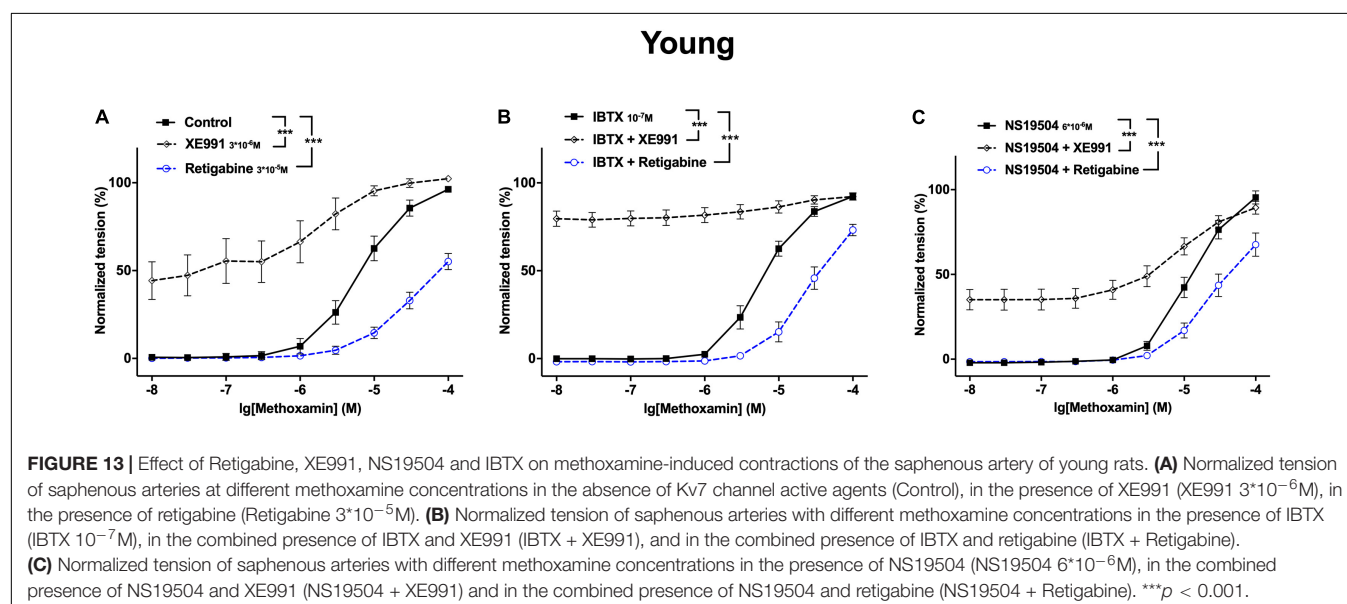 Young
A
Control
XE991 3*10⁻⁶M
Retigabine 3*10⁻⁵M
***
***
Normalized tension (%)
100
50
0
-8 -7 -6 -5 -4
lg[Methoxamin] (M)
B
IBTX 10⁻⁷M
IBTX + XE991
IBTX + Retigabine
***
***
Normalized tension (%)
100
50
0
-8 -7 -6 -5 -4
lg[Methoxamin] (M)
C
NS19504 6*10⁻⁶M
NS19504 + XE991
NS19504 + Retigabine
***
***
Normalized tension (%)
100
50
0
-8 -7 -6 -5 -4
lg[Methoxamin] (M)
FIGURE 13 | Effect of Retigabine, XE991, NS19504 and IBTX on methoxamine-induced contractions of the saphenous artery of young rats. (A) Normalized tension
of saphenous arteries at different methoxamine concentrations in the absence of Kv7 channel active agents (Control), in the presence of XE991 (XE991 3*10⁻⁶M), in
the presence of retigabine (Retigabine 3*10⁻⁵M). (B) Normalized tension of saphenous arteries with different methoxamine concentrations in the presence of IBTX
(IBTX 10⁻⁷M), in the combined presence of IBTX and XE991 (IBTX + XE991), and in the combined presence of IBTX and retigabine (IBTX + Retigabine).
(C) Normalized tension of saphenous arteries with different methoxamine concentrations in the presence of NS19504 (NS19504 6*10⁻⁶M), in the combined
presence of NS19504 and XE991 (NS19504 + XE991) and in the combined presence of NS19504 and retigabine (NS19504 + Retigabine). ***p < 0.001.